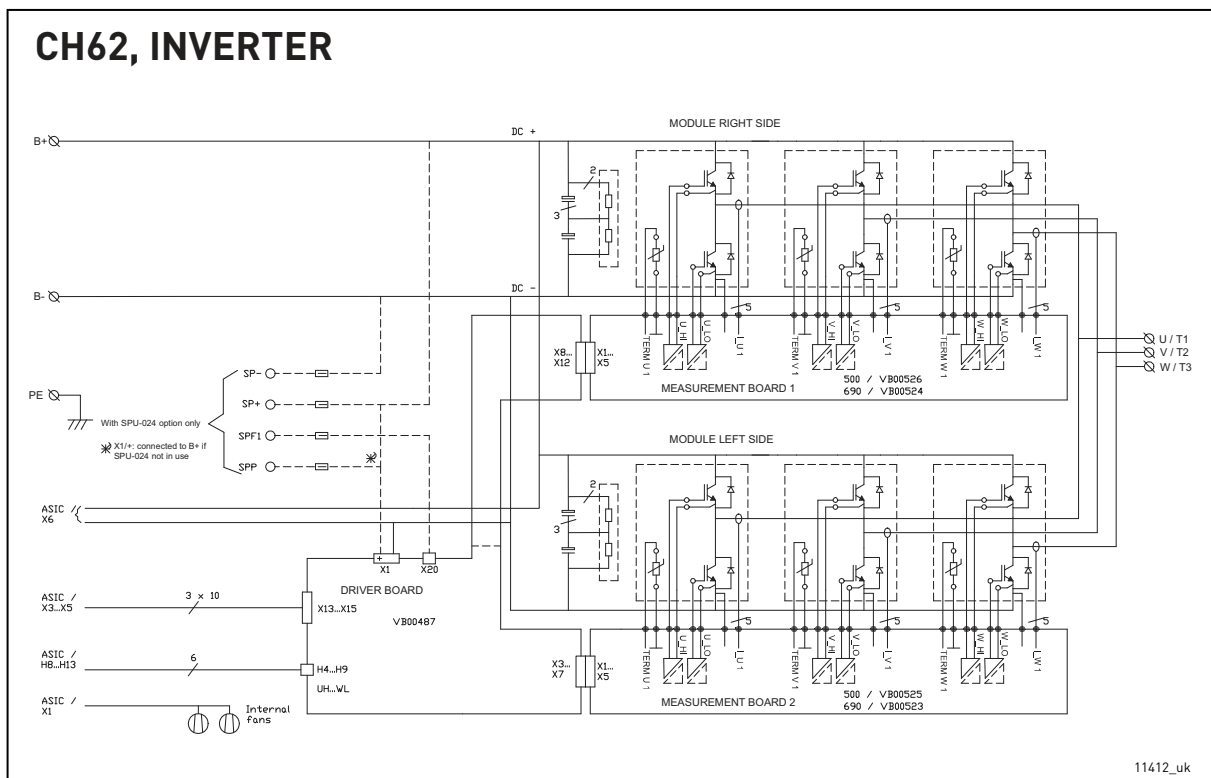 CH62, INVERTER
MODULE RIGHT SIDE
B+
DC +
2
3
B-
DC -
5
5
5
TERM U 1
U_HI
U_LO
I_U 1
TERM V 1
V_HI
V_LO
I_V 1
TERM W 1
W_HI
W_LO
I_W 1
X8... X1...
X12 X5
MEASUREMENT BOARD 1
500 / VB00526
690 / VB00524
U / T1
V / T2
W / T3
PE
SP-
SP+
SPF1
SPP
With SPU-024 option only
X1/+: connected to B+ if
SPU-024 not in use
MODULE LEFT SIDE
2
3
ASIC /
X6
+
X1
X20
DRIVER BOARD
VB00487
ASIC /
X3...X5
3 x 10
X13...X15
ASIC /
H8...H13
6
H4...H9
UH...WL
ASIC /
X1
Internal
fans
5
5
5
TERM U 1
U_HI
U_LO
I_U 1
TERM V 1
V_HI
V_LO
I_V 1
TERM W 1
W_HI
W_LO
I_W 1
X3... X1...
X7 X5
MEASUREMENT BOARD 2
500 / VB00525
690 / VB00523
11412_uk